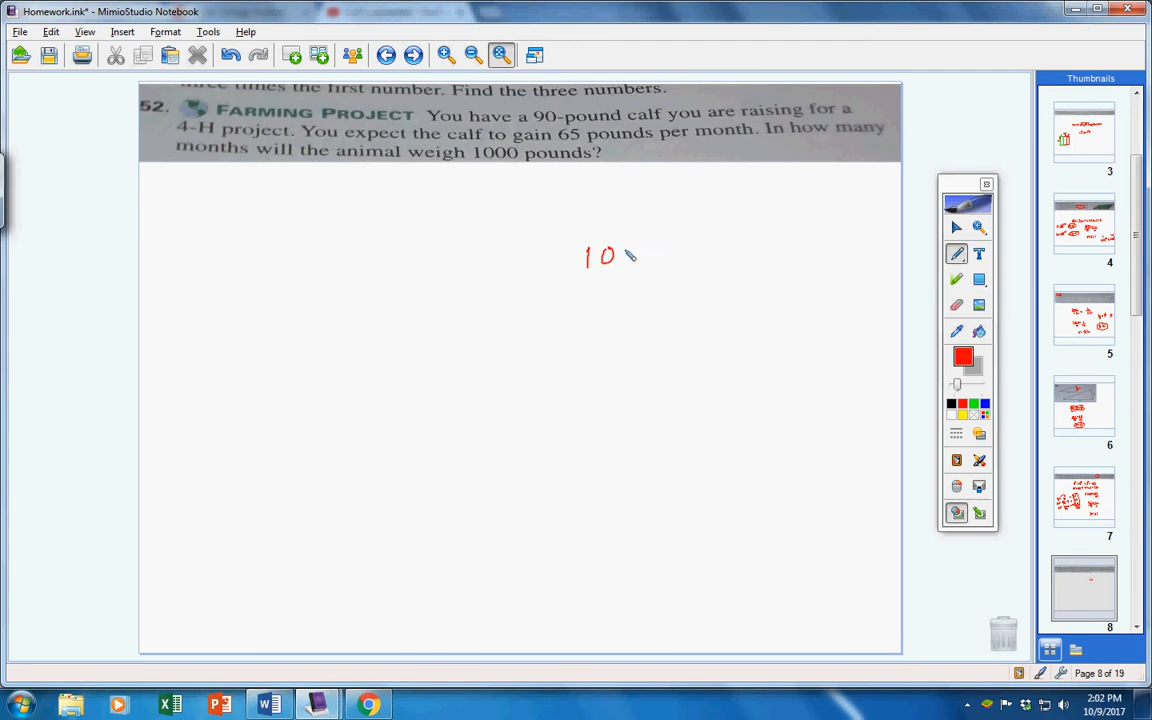 Homework.ink* - MimioStudio Notebook
File Edit View Insert Format Tools Help
three times the first number. Find the three numbers.
52. FARMING PROJECT You have a 90-pound calf you are raising for a
4-H project. You expect the calf to gain 65 pounds per month. In how many
months will the animal weigh 1000 pounds?
10
T
Thumbnails
3
4
5
6
7
8
Page 8 of 19
2:02 PM
10/9/2017